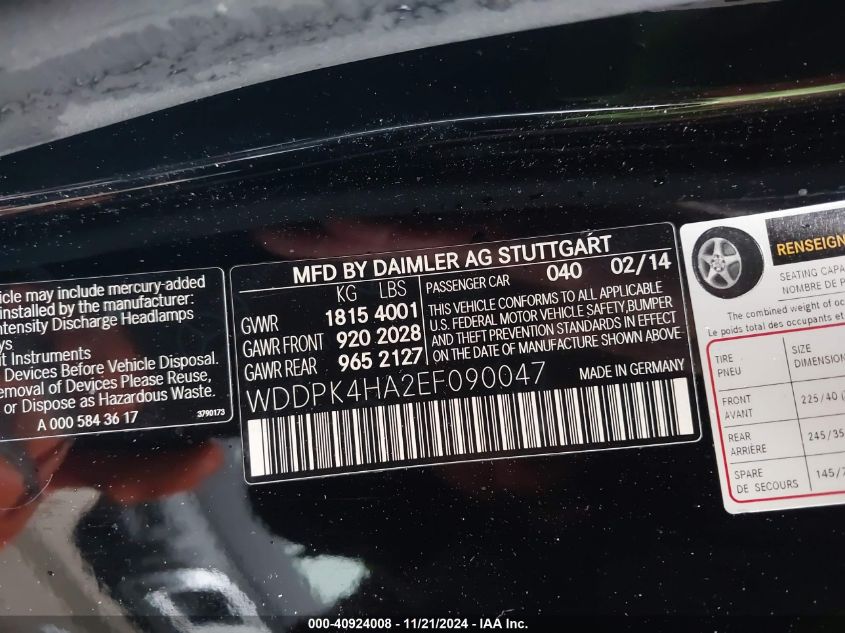 icle may include mercury-added
installed by the manufacturer:
ntensity Discharge Headlamps
ys
it Instruments
Devices Before Vehicle Disposal.
emoval of Devices Please Reuse,
or Dispose as Hazardous Waste.
A 000 584 36 17
3790173
MFD BY DAIMLER AG STUTTGART
KG LBS
GVWR 1815 4001
GAWR FRONT 920 2028
GAWR REAR 965 2127
PASSENGER CAR 040 02/14
THIS VEHICLE CONFORMS TO ALL APPLICABLE
U.S. FEDERAL MOTOR VEHICLE SAFETY,BUMPER
AND THEFT PREVENTION STANDARDS IN EFFECT
ON THE DATE OF MANUFACTURE SHOWN ABOVE
WDDPK4HA2EF090047
MADE IN GERMANY
RENSEIGN
SEATING CAPA
NOMBRE DE P
The combined weight of oc
Le poids total des occupants et
TIRE
PNEU
SIZE
DIMENSION
FRONT
AVANT
225/40
REAR
ARRIÈRE
245/35
SPARE
DE SECOURS
145/7
000-40924008 - 11/21/2024 - IAA Inc.